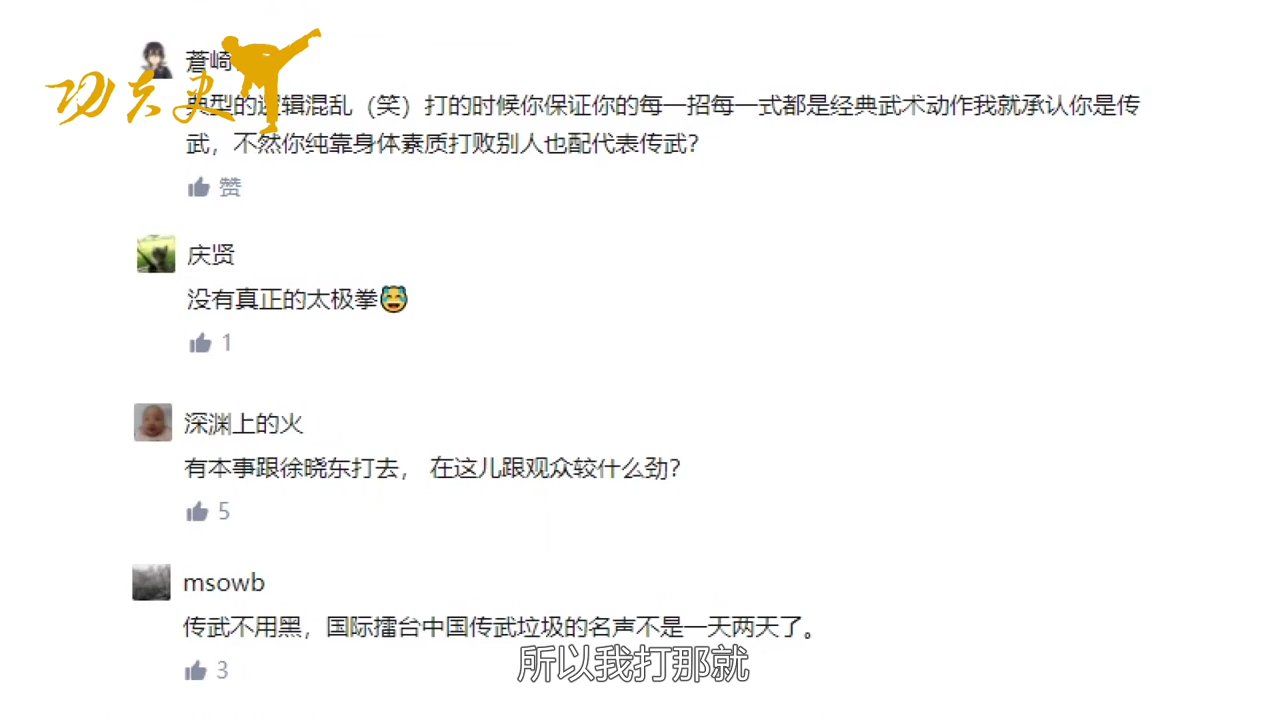 功夫史
蒼崎
典型的逻辑混乱（笑）打的时候你保证你的每一招每一式都是经典武术动作我就承认你是传
武，不然你纯靠身体素质打败别人也配代表传武？
赞
庆贤
没有真正的太极拳😂
1
深渊上的火
有本事跟徐晓东打去， 在这儿跟观众较什么劲？
5
msowb
传武不用黑，国际擂台中国传武垃圾的名声不是一天两天了。
3
所以我打那就